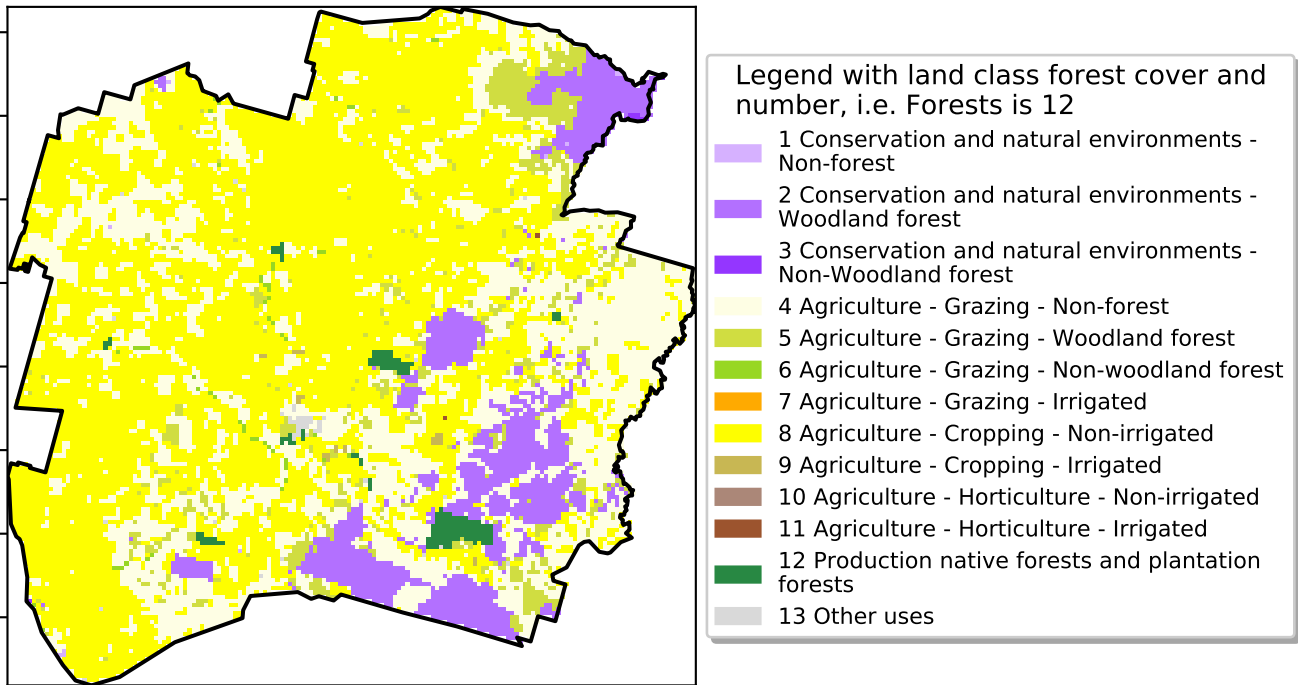 Legend with land class forest cover and
number, i.e. Forests is 12
1 Conservation and natural environments -
Non-forest
2 Conservation and natural environments -
Woodland forest
3 Conservation and natural environments -
Non-Woodland forest
4 Agriculture - Grazing - Non-forest
5 Agriculture - Grazing - Woodland forest
6 Agriculture - Grazing - Non-woodland forest
7 Agriculture - Grazing - Irrigated
8 Agriculture - Cropping - Non-irrigated
9 Agriculture - Cropping - Irrigated
10 Agriculture - Horticulture - Non-irrigated
11 Agriculture - Horticulture - Irrigated
12 Production native forests and plantation
forests
13 Other uses